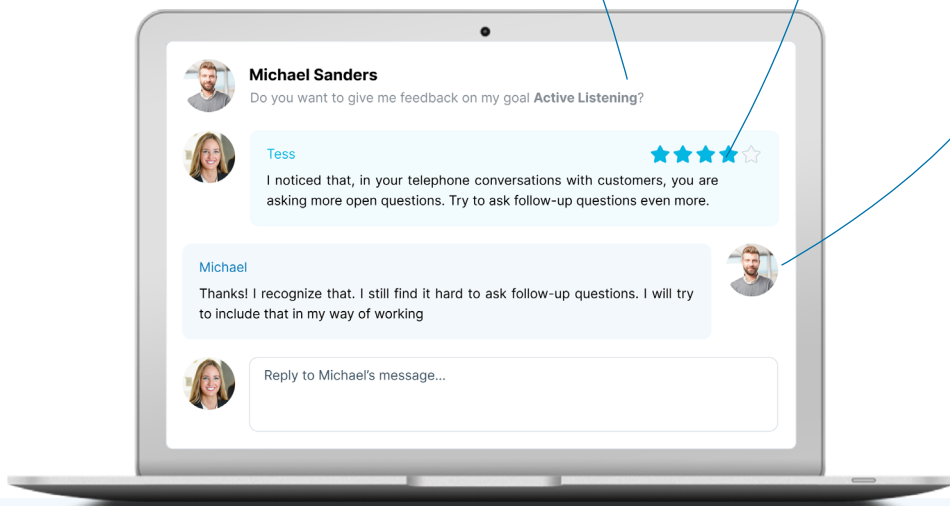 Michael Sanders
Do you want to give me feedback on my goal Active Listening?
Tess
I noticed that, in your telephone conversations with customers, you are
asking more open questions. Try to ask follow-up questions even more.
Michael
Thanks! I recognize that. I still find it hard to ask follow-up questions. I will try
to include that in my way of working
Reply to Michael's message...